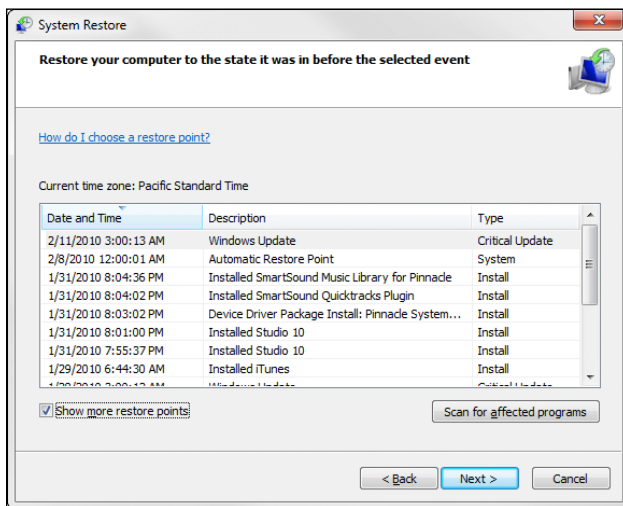 System Restore
Restore your computer to the state it was in before the selected event
How do I choose a restore point?
Current time zone: Pacific Standard Time
Date and Time Description Type
2/11/2010 3:00:13 AM Windows Update Critical Update
2/8/2010 12:00:01 AM Automatic Restore Point System
1/31/2010 8:04:36 PM Installed SmartSound Music Library for Pinnacle Install
1/31/2010 8:04:02 PM Installed SmartSound Quicktracks Plugin Install
1/31/2010 8:03:02 PM Device Driver Package Install: Pinnacle System... Install
1/31/2010 8:01:00 PM Installed Studio 10 Install
1/31/2010 7:55:37 PM Installed Studio 10 Install
1/29/2010 6:44:30 AM Installed iTunes Install
AM Windows Update Critical Update
Show more restore points Scan for affected programs
< Back Next > Cancel